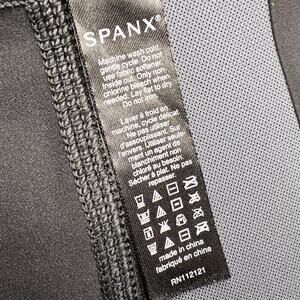 SPANX®
Machine wash cold,
gentle cycle. Do not
use fabric softener.
Inside out. Only non-
chlorine bleach when
needed. Lay flat to
dry. Do not iron.
Laver à froid en
machine, cycle délicat.
Ne pas utiliser
d'assouplissant. Sur
l'envers. Utiliser seule-
ment un agent de
blanchiment non
chloré au besoin.
Sécher à plat. Ne pas
repasser.
made in china
fabriqué en chine
RN112121